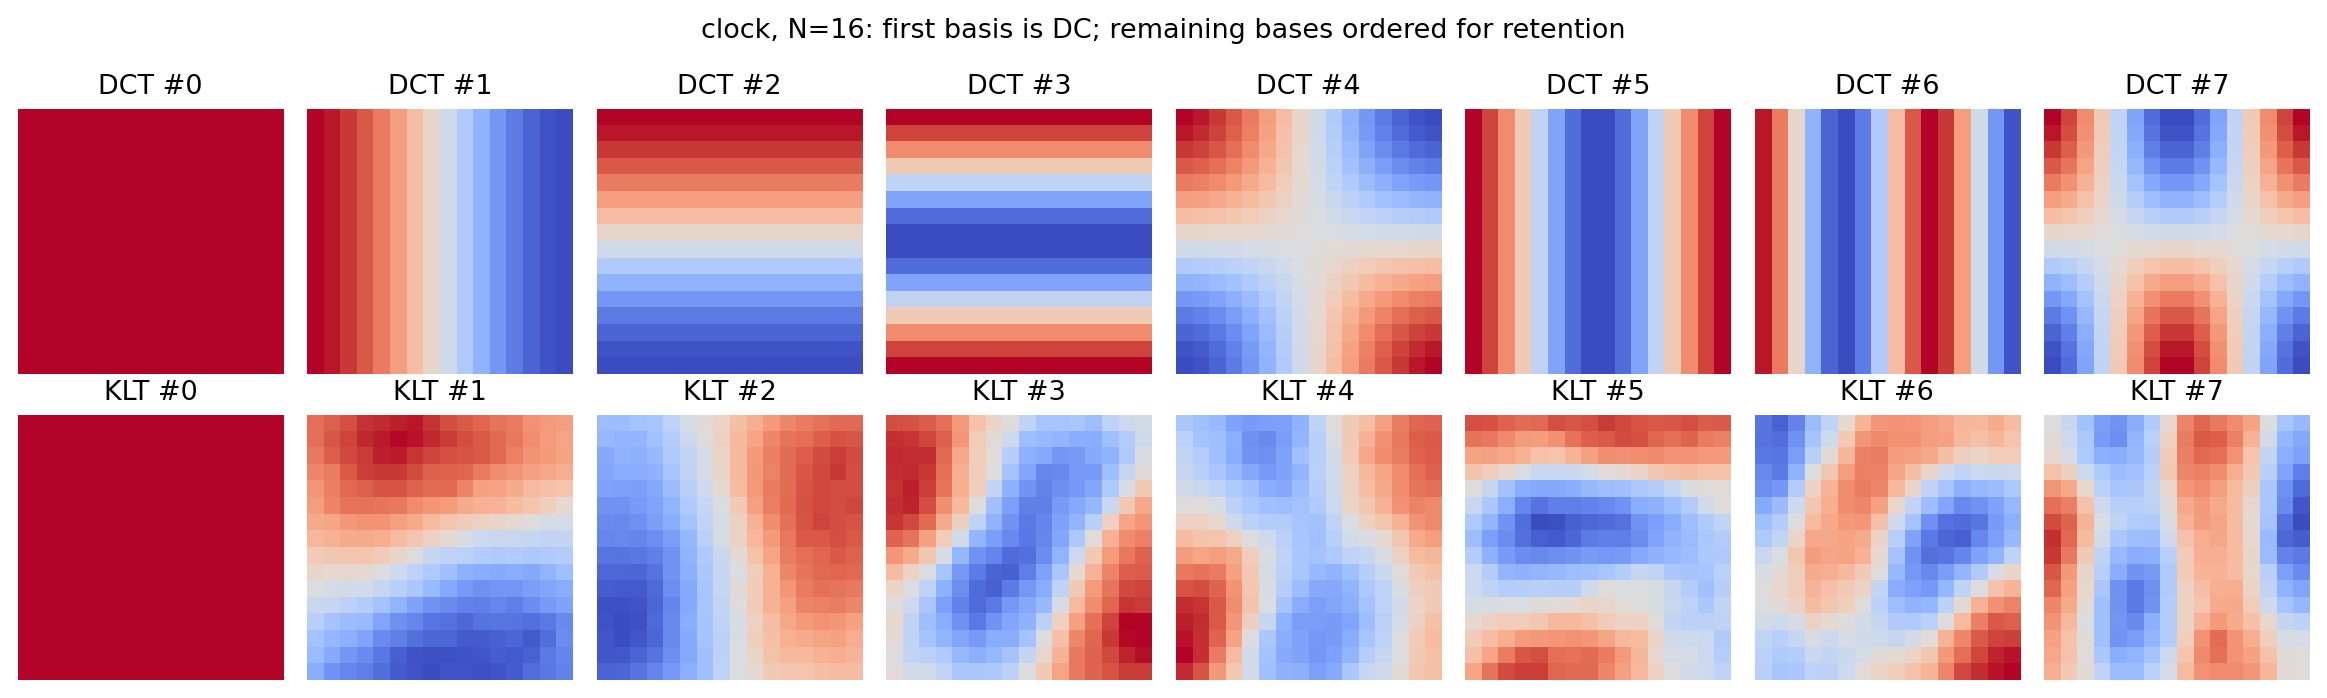 clock, N=16: first basis is DC; remaining bases ordered for retention
DCT #0 DCT #1 DCT #2 DCT #3 DCT #4 DCT #5 DCT #6 DCT #7
KLT #0 KLT #1 KLT #2 KLT #3 KLT #4 KLT #5 KLT #6 KLT #7